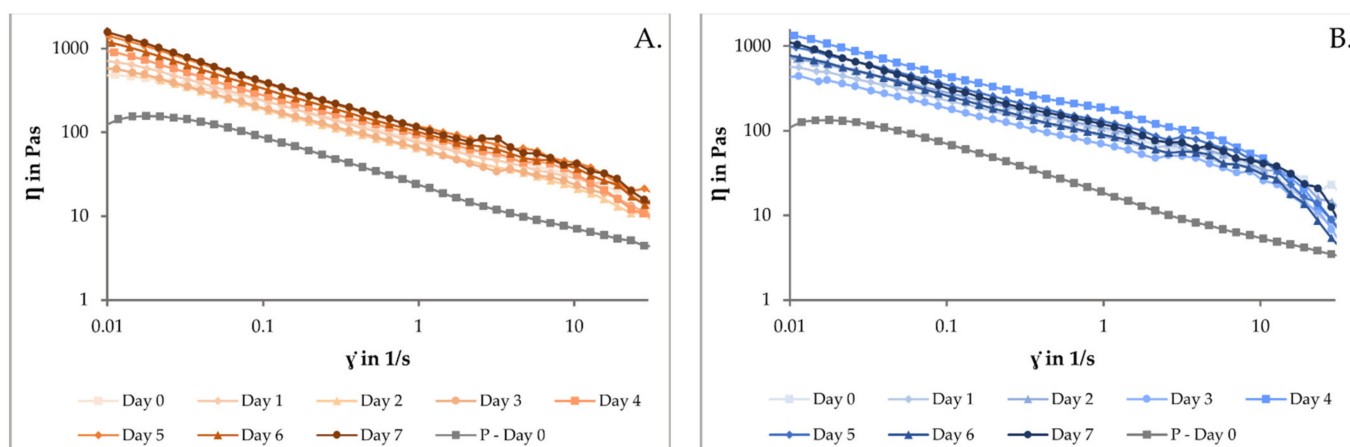 A.
1000
100
10
1
0.01 0.1 1 10
η in Pas
γ̇ in 1/s
Day 0 Day 1 Day 2 Day 3 Day 4
Day 5 Day 6 Day 7 P - Day 0
B.
1000
100
10
1
0.01 0.1 1 10
η in Pas
γ̇ in 1/s
Day 0 Day 1 Day 2 Day 3 Day 4
Day 5 Day 6 Day 7 P - Day 0